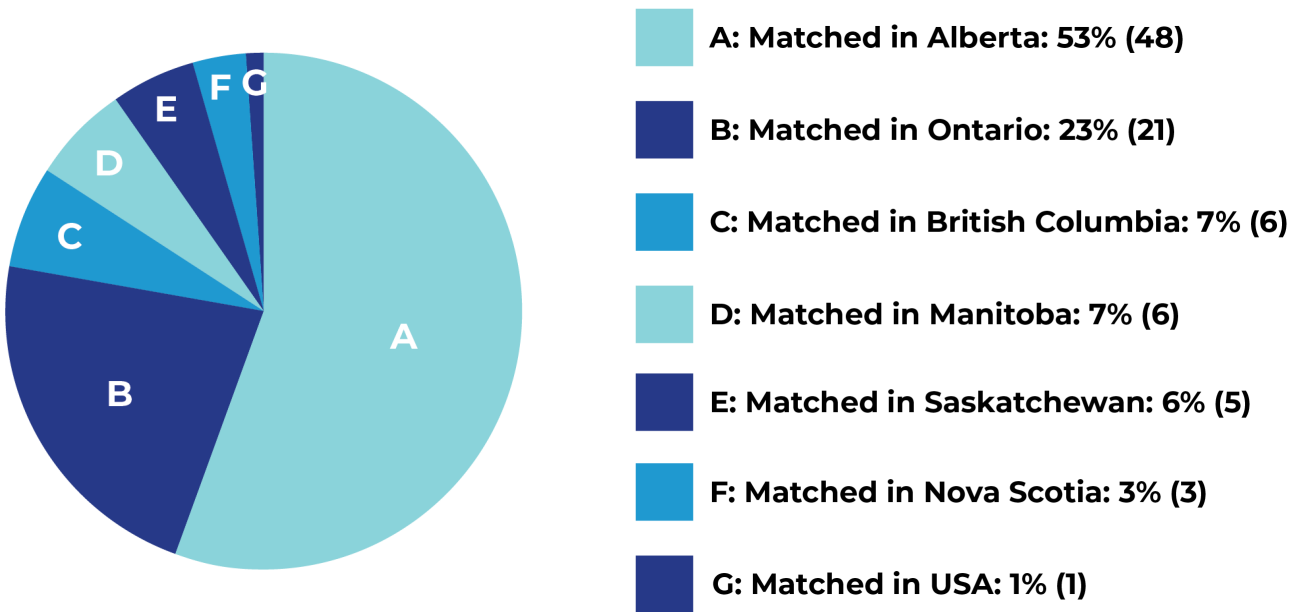 A
B
C
D
E
F
G
A: Matched in Alberta: 53% (48)
B: Matched in Ontario: 23% (21)
C: Matched in British Columbia: 7% (6)
D: Matched in Manitoba: 7% (6)
E: Matched in Saskatchewan: 6% (5)
F: Matched in Nova Scotia: 3% (3)
G: Matched in USA: 1% (1)